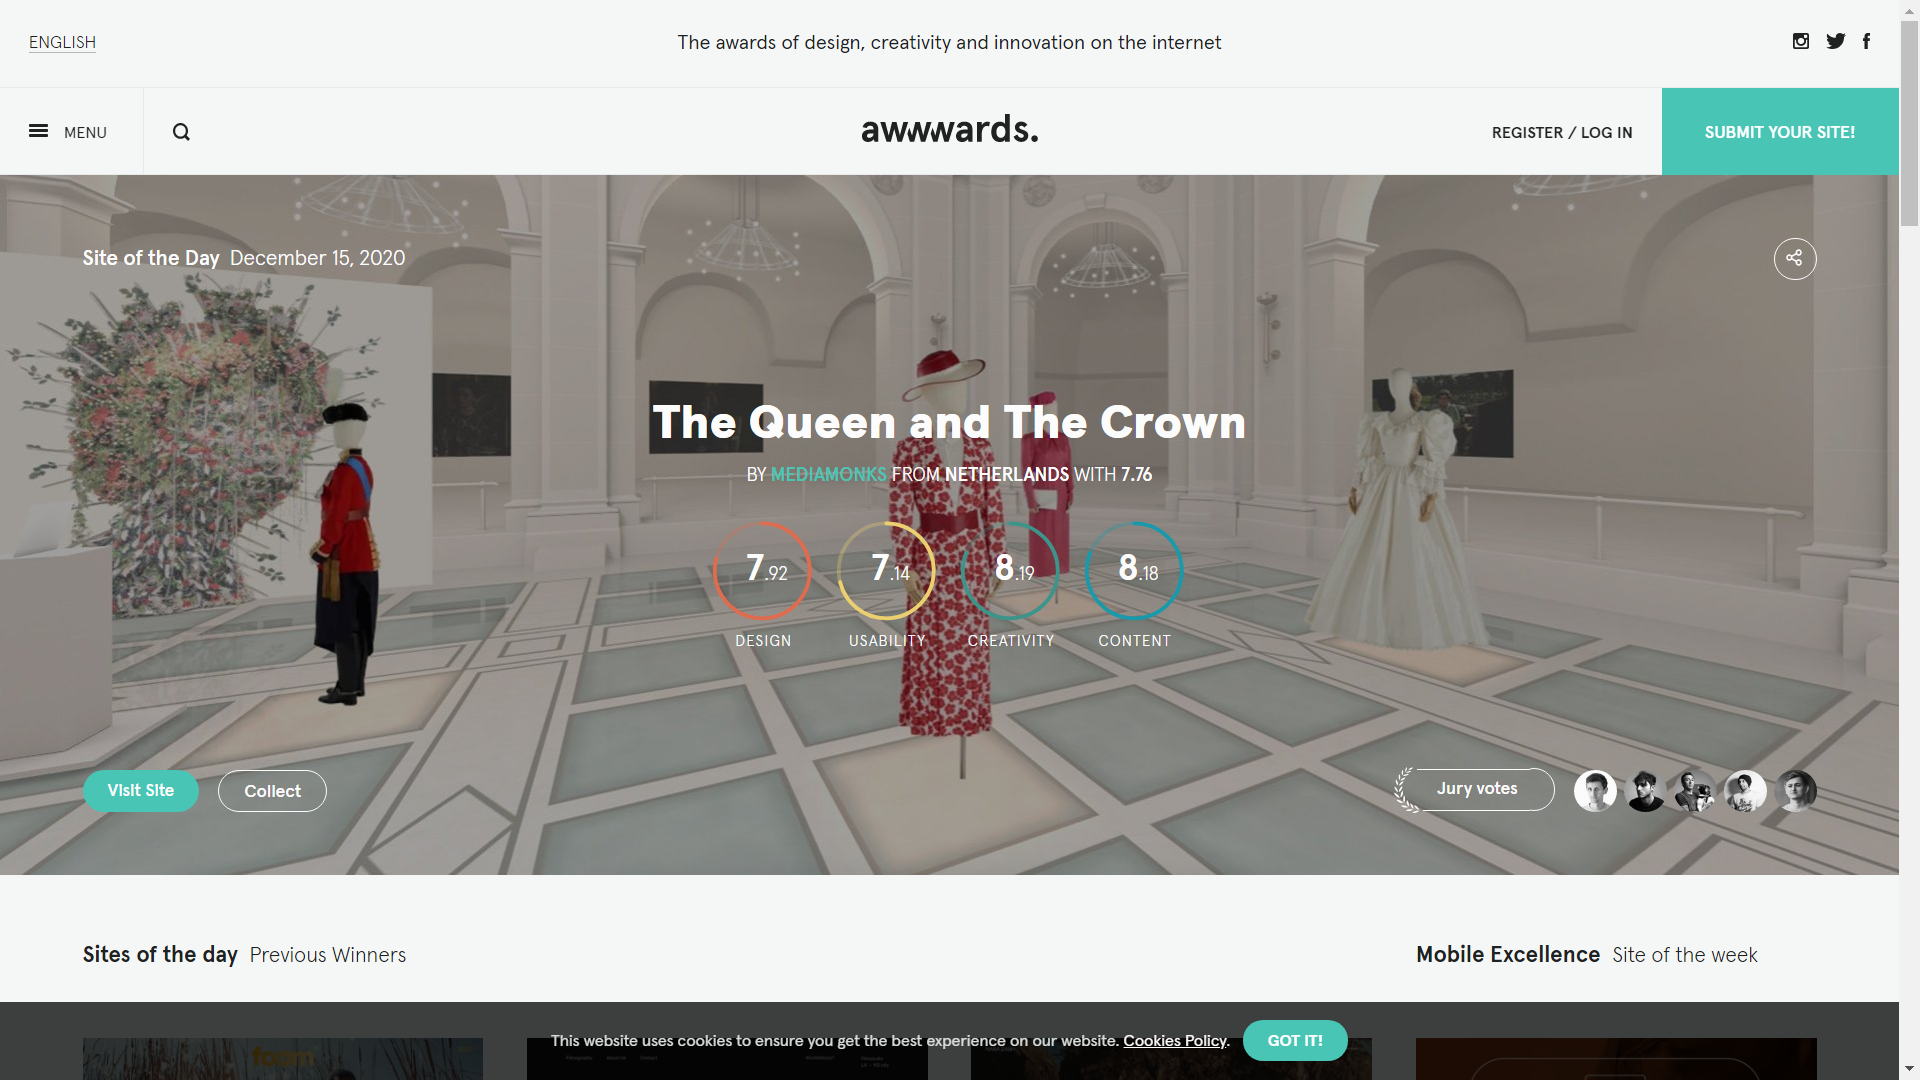 ENGLISH
The awards of design, creativity and innovation on the internet
MENU
awwwards.
REGISTER / LOG IN
SUBMIT YOUR SITE!
Site of the Day December 15, 2020
The Queen and The Crown
BY MEDIAMONKS FROM NETHERLANDS WITH 7.76
7.92 7.14 8.19 8.18
DESIGN USABILITY CREATIVITY CONTENT
Visit Site
Collect
Jury votes
Sites of the day Previous Winners
Mobile Excellence Site of the week
foam
This website uses cookies to ensure you get the best experience on our website. Cookies Policy.
GOT IT!